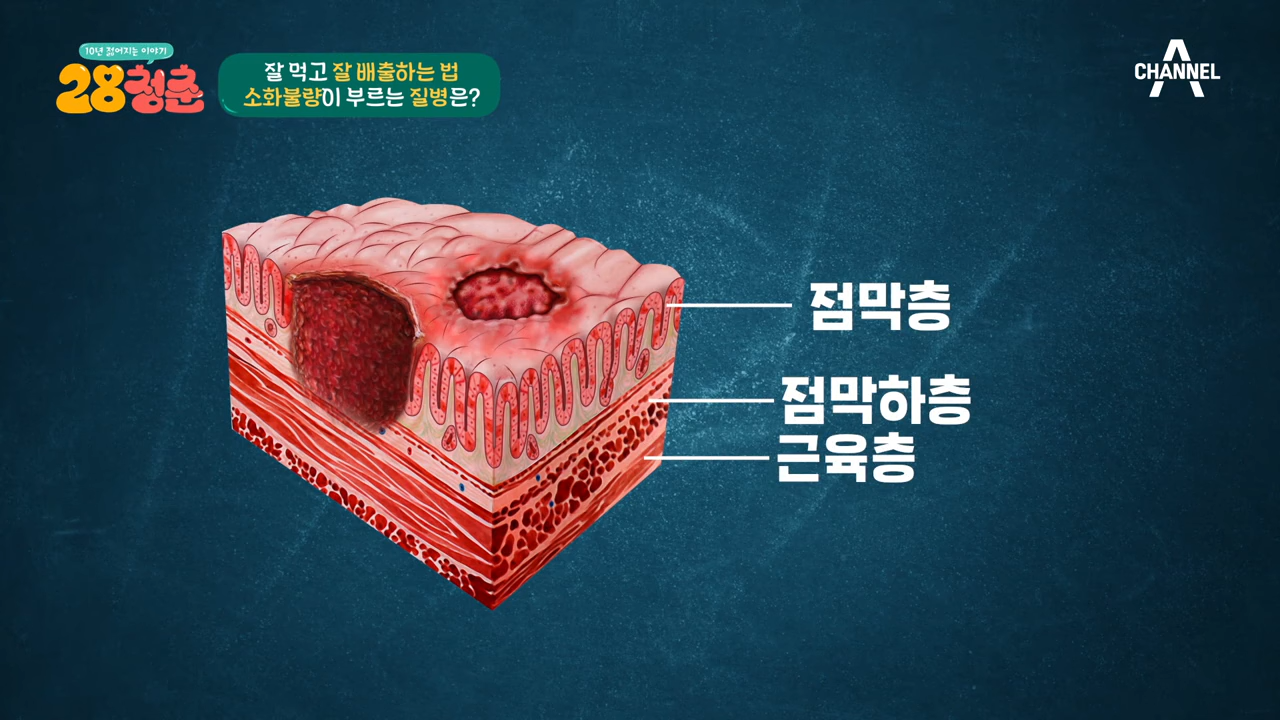 10년 젊어지는 이야기
28청춘
잘 먹고 잘 배출하는 법
소화불량이 부르는 질병은?
CHANNEL A
점막층
점막하층
근육층